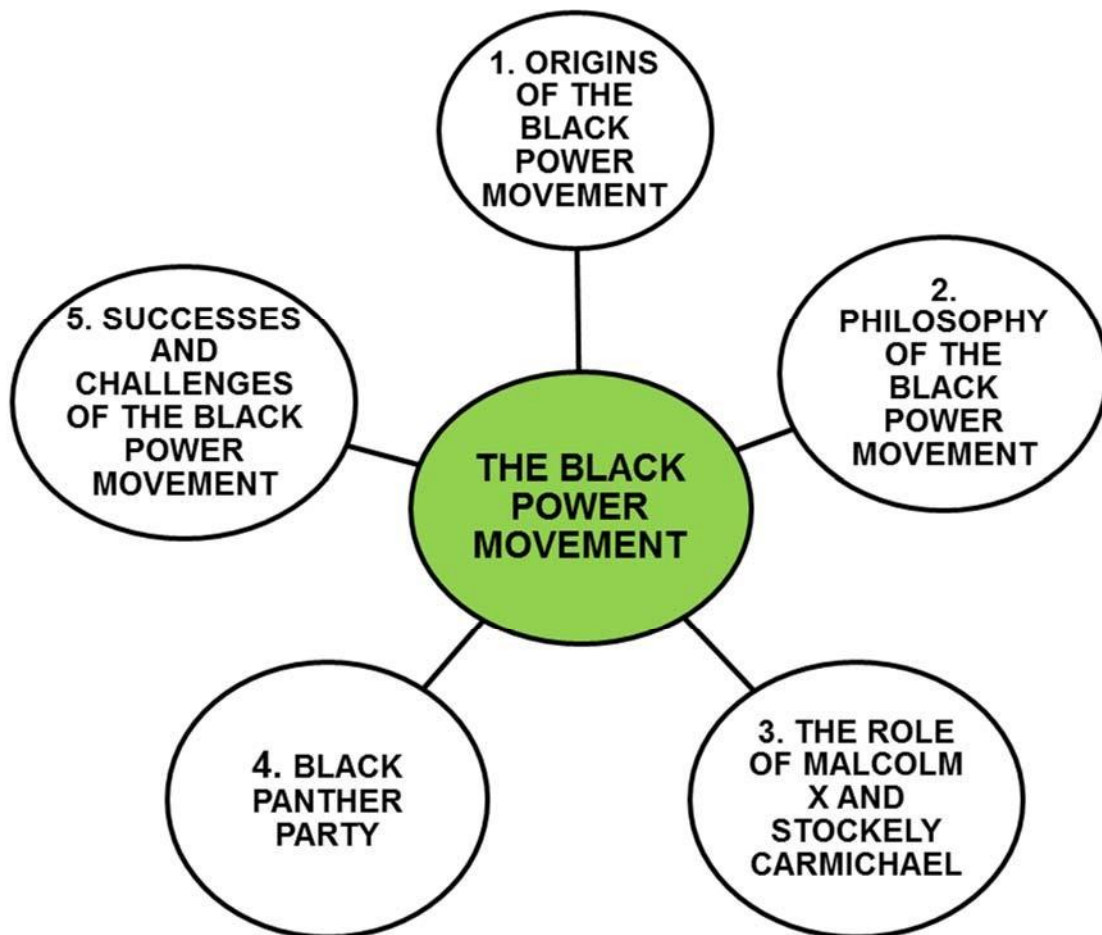 1. ORIGINS
OF THE
BLACK
POWER
MOVEMENT
2.
PHILOSOPHY
OF THE
BLACK
POWER
MOVEMENT
3. THE ROLE
OF MALCOLM
X AND
STOCKELY
CARMICHAEL
4. BLACK
PANTHER
PARTY
5. SUCCESSES
AND
CHALLENGES
OF THE BLACK
POWER
MOVEMENT
THE BLACK
POWER
MOVEMENT